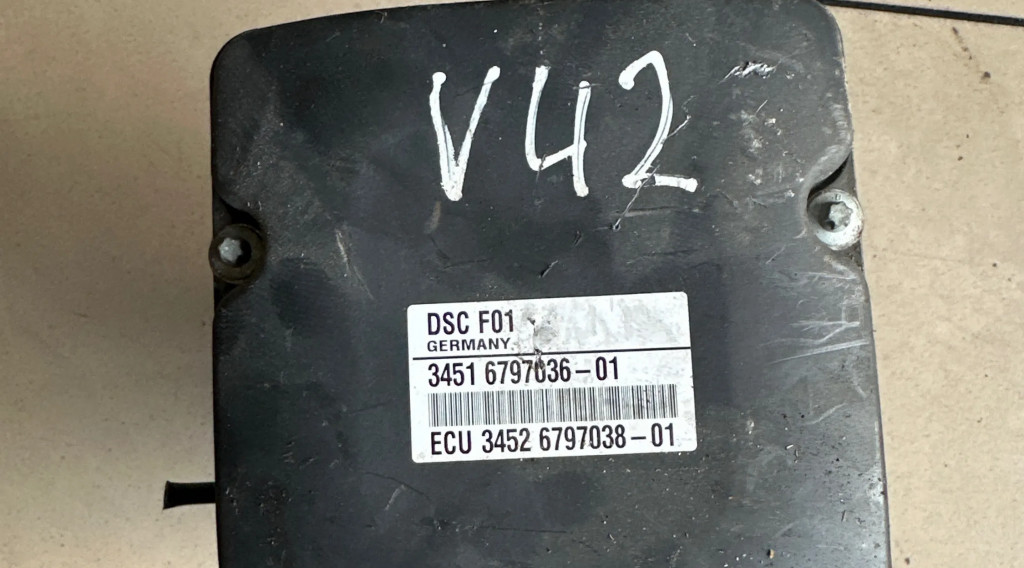 V42
DSC F01
GERMANY
3451 6797036-01
ECU 3452 6797038-01